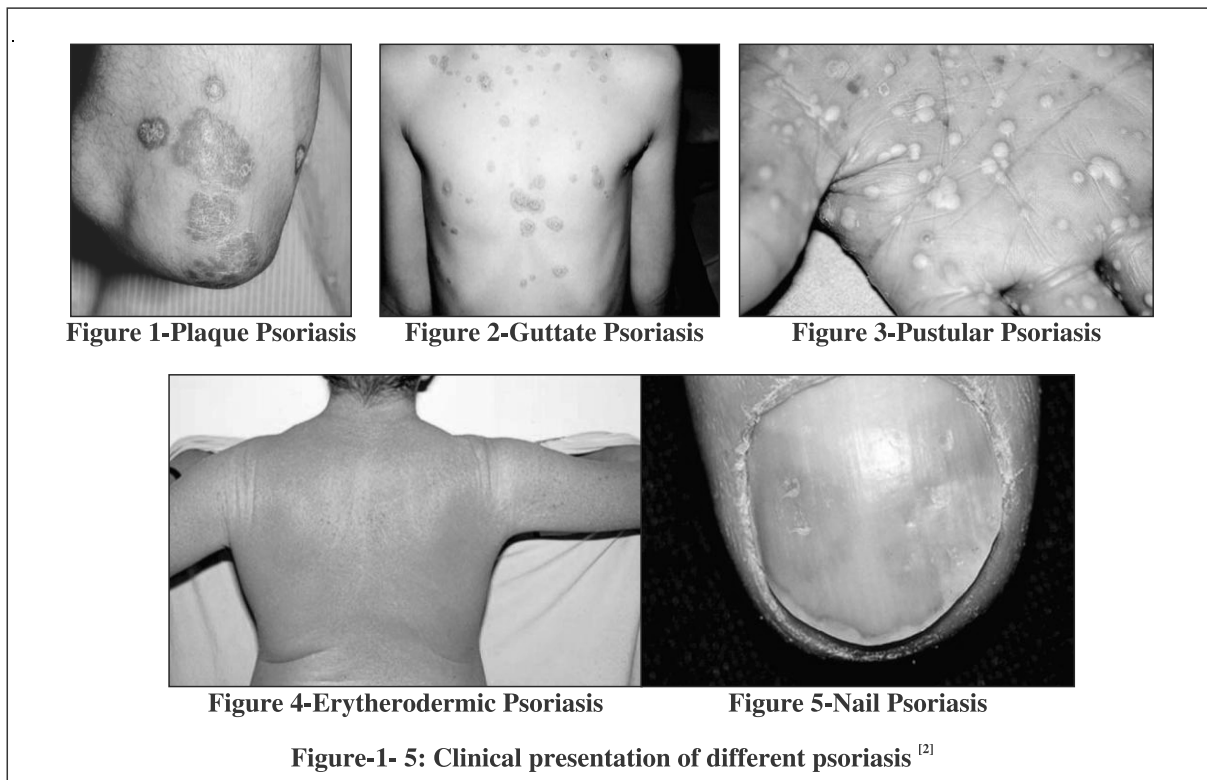 Figure 1-Plaque Psoriasis
Figure 2-Guttate Psoriasis
Figure 3-Pustular Psoriasis
Figure 4-Erytherodermic Psoriasis
Figure 5-Nail Psoriasis
Figure-1- 5: Clinical presentation of different psoriasis [2]